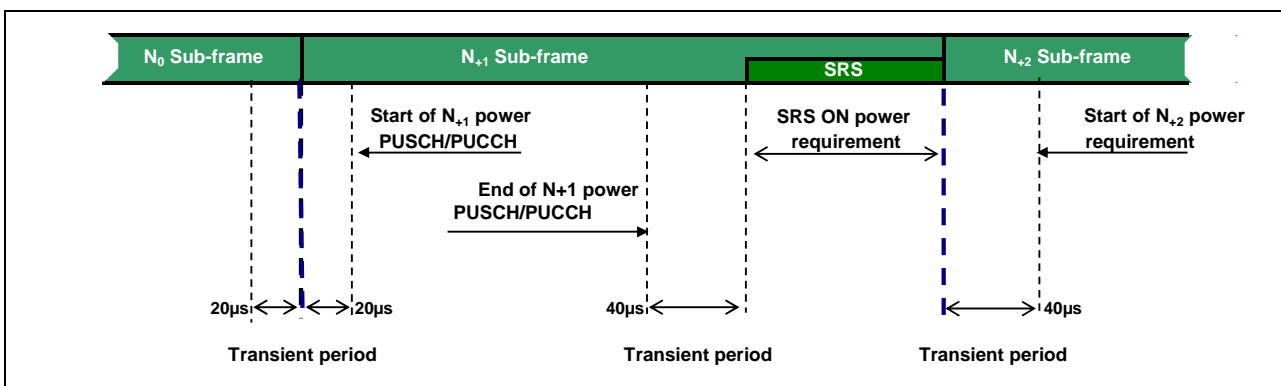 N0 Sub-frame
N+1 Sub-frame
SRS
N+2 Sub-frame
Start of N+1 power
PUSCH/PUCCH
SRS ON power
requirement
Start of N+2 power
requirement
End of N+1 power
PUSCH/PUCCH
20µs
20µs
40µs
40µs
Transient period
Transient period
Transient period